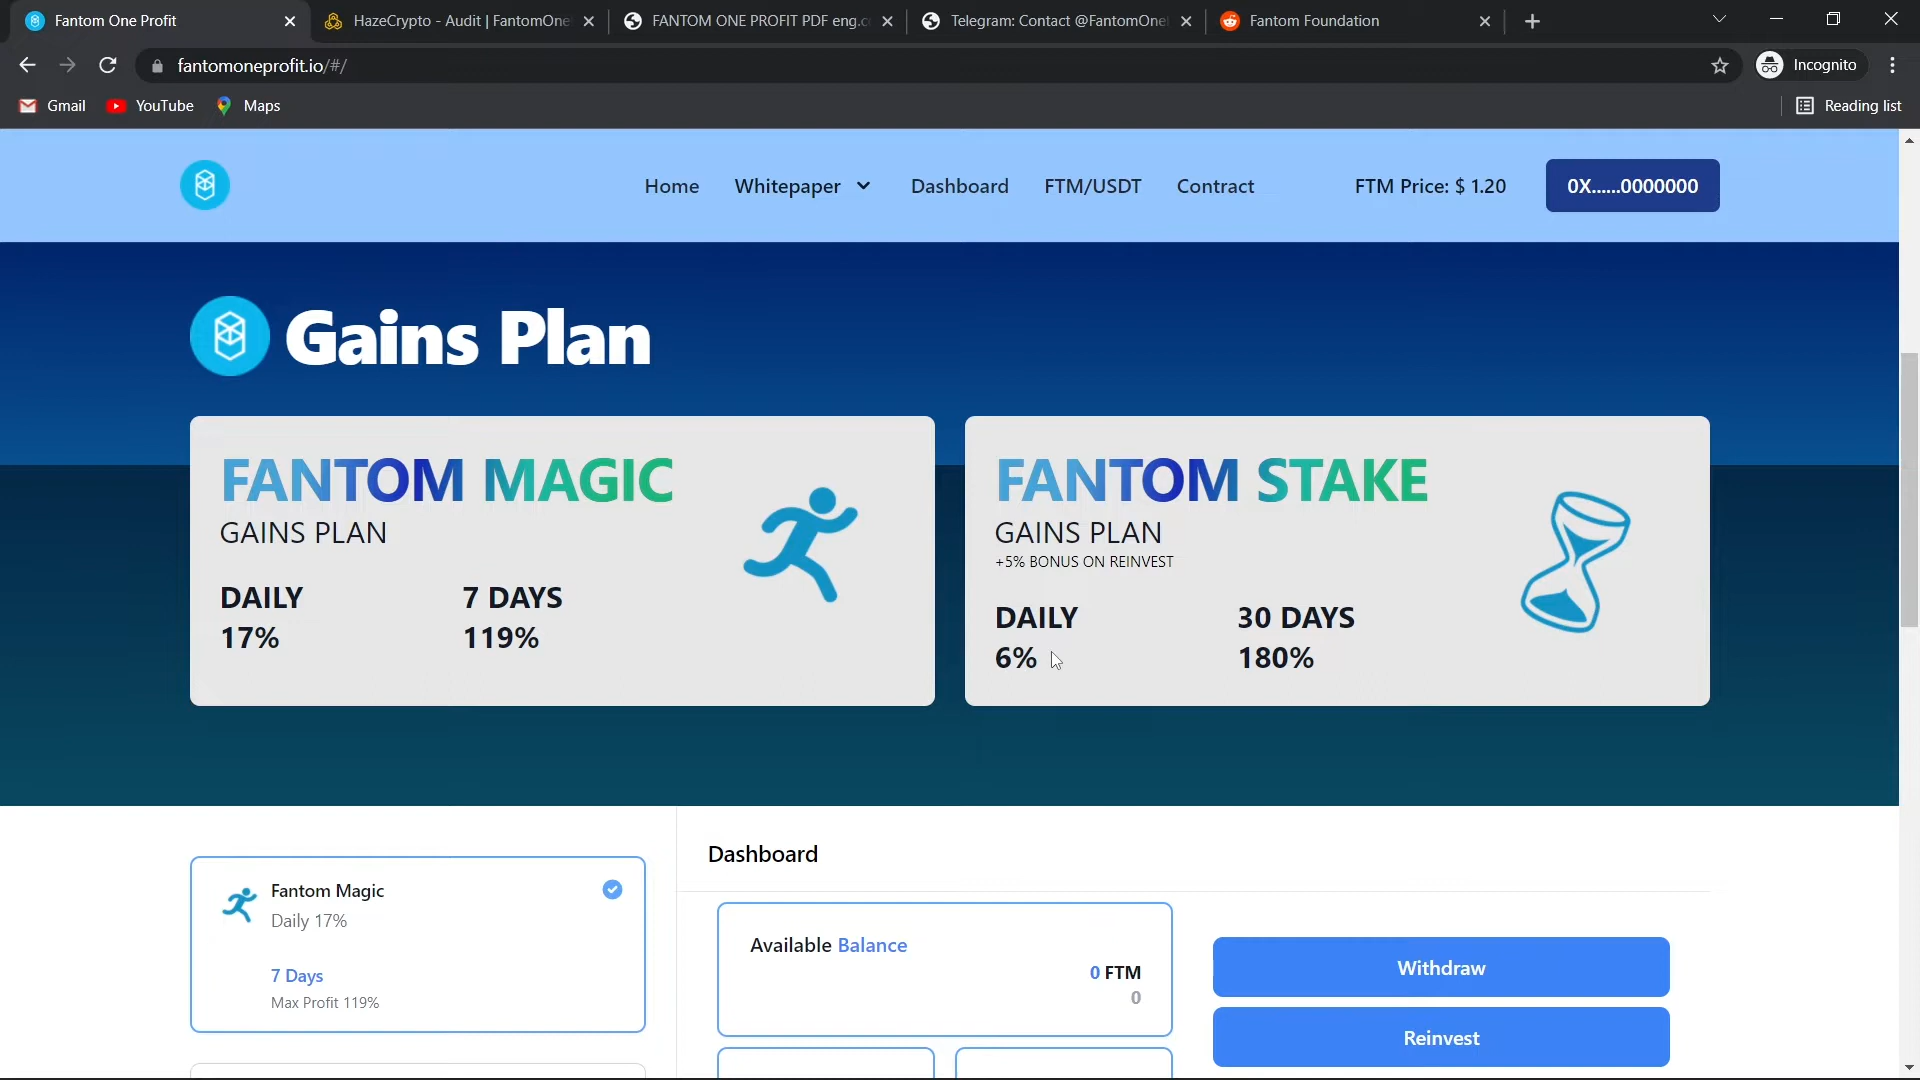 Fantom One Profit
HazeCrypto - Audit | FantomOne
FANTOM ONE PROFIT PDF eng.c
Telegram: Contact @FantomOne
Fantom Foundation
fantomoneprofit.io/#/
Incognito
Gmail
YouTube
Maps
Reading list
Home
Whitepaper
Dashboard
FTM/USDT
Contract
FTM Price: $ 1.20
0X......0000000
Gains Plan
FANTOM MAGIC
GAINS PLAN
DAILY
7 DAYS
17%
119%
FANTOM STAKE
GAINS PLAN
+5% BONUS ON REINVEST
DAILY
30 DAYS
6%
180%
Fantom Magic
Daily 17%
7 Days
Max Profit 119%
Dashboard
Available Balance
0 FTM
0
Withdraw
Reinvest